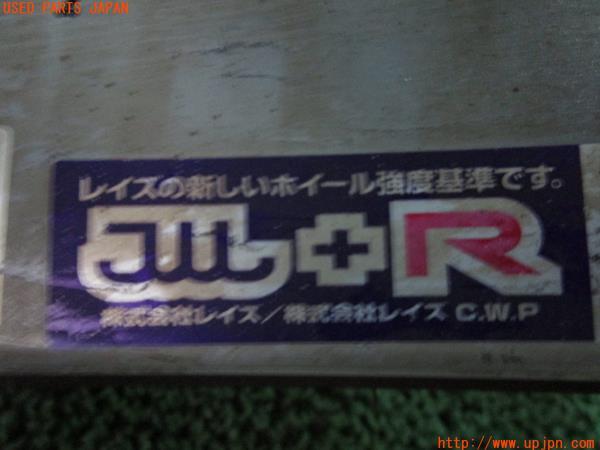 USED PARTS JAPAN
レイズの新しいホイール強度基準です。
JWL+R
株式会社レイズ/株式会社レイズ C.W.P
http://www.upjpn.com/